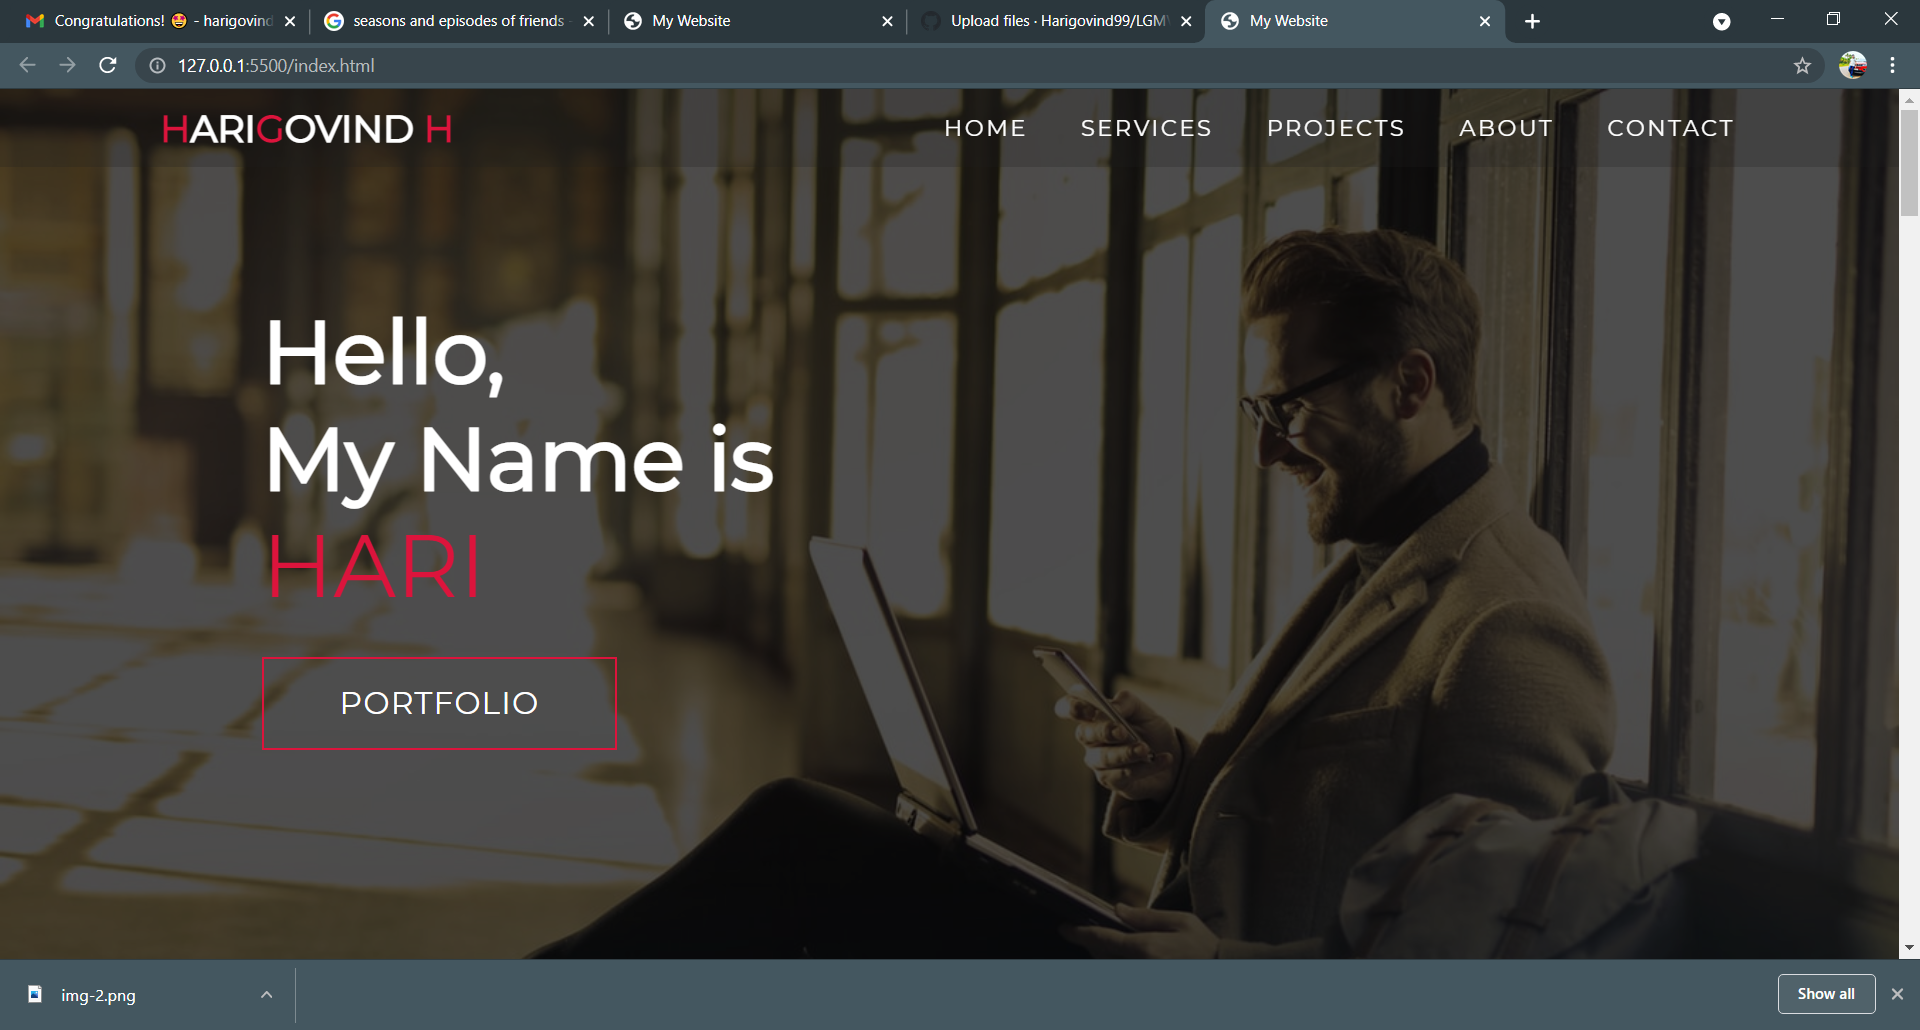 Congratulations! 🤩 - harigovind
seasons and episodes of friends -
My Website
Upload files · Harigovind99/LGMV
My Website
127.0.0.1:5500/index.html
HARIGOVIND H
HOME SERVICES PROJECTS ABOUT CONTACT
Hello,
My Name is
HARI
PORTFOLIO
img-2.png
Show all